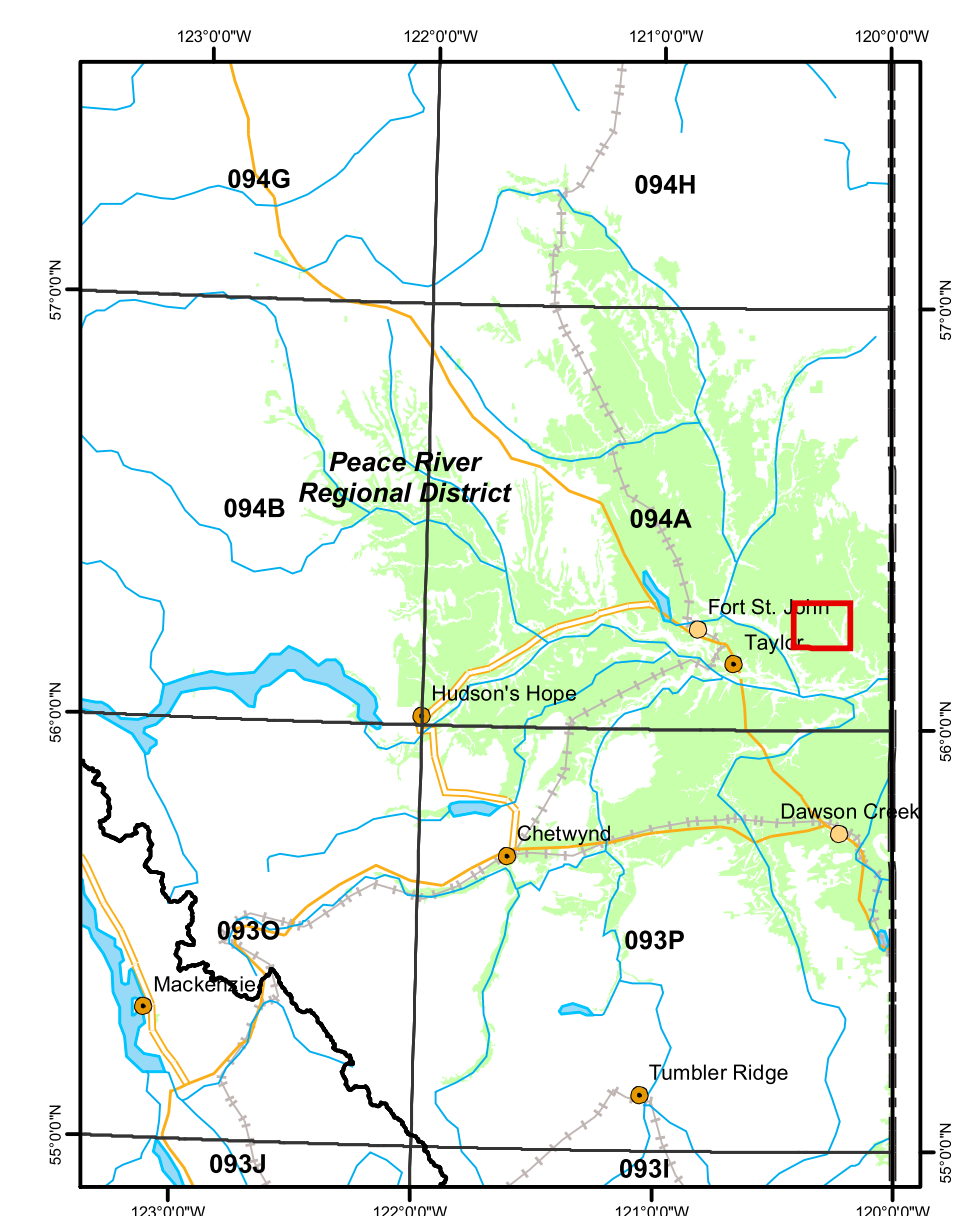 123°0'0"W
122°0'0"W
121°0'0"W
120°0'0"W
094G
094H
57°0'0"N
57°0'0"N
Peace River
Regional District
094B
094A
Fort St. John
Taylor
Hudson's Hope
56°0'0"N
56°0'0"N
Dawson Creek
Chetwynd
093O
093P
Mackenzie
Tumbler Ridge
55°0'0"N
55°0'0"N
093J
093I
123°0'0"W
122°0'0"W
121°0'0"W
120°0'0"W